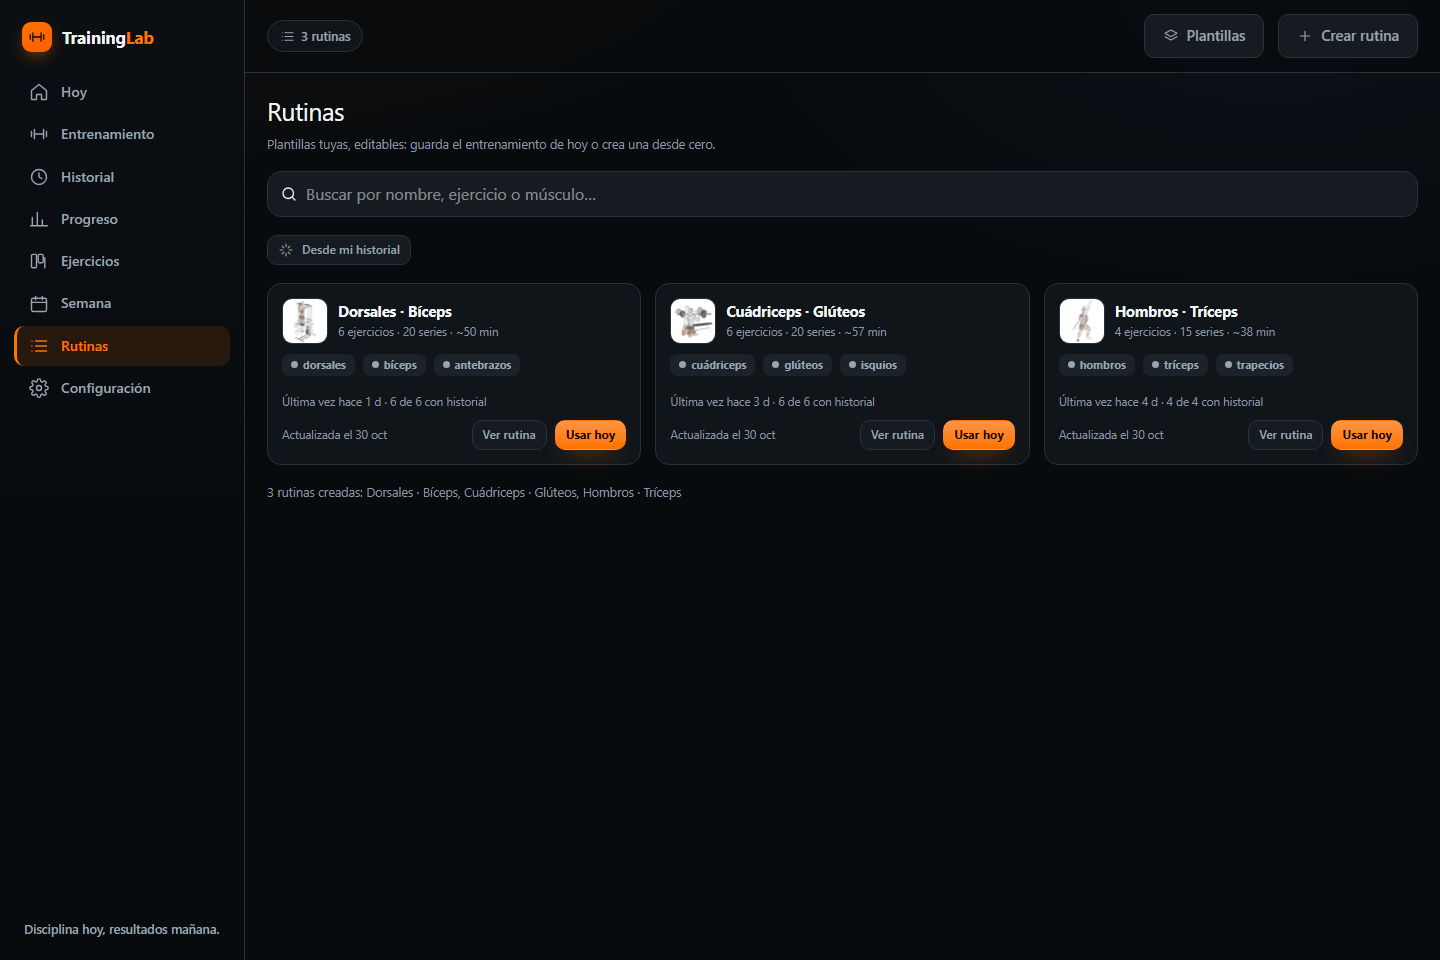 TrainingLab
Hoy
Entrenamiento
Historial
Progreso
Ejercicios
Semana
Rutinas
Configuración
Disciplina hoy, resultados mañana.
3 rutinas
Plantillas
Crear rutina
Rutinas
Plantillas tuyas, editables: guarda el entrenamiento de hoy o crea una desde cero.
Buscar por nombre, ejercicio o músculo...
Desde mi historial
Dorsales · Bíceps
6 ejercicios · 20 series · ~50 min
dorsales
bíceps
antebrazos
Última vez hace 1 d · 6 de 6 con historial
Actualizada el 30 oct
Ver rutina
Usar hoy
Cuádriceps · Glúteos
6 ejercicios · 20 series · ~57 min
cuádriceps
glúteos
isquios
Última vez hace 3 d · 6 de 6 con historial
Actualizada el 30 oct
Ver rutina
Usar hoy
Hombros · Tríceps
4 ejercicios · 15 series · ~38 min
hombros
tríceps
trapecios
Última vez hace 4 d · 4 de 4 con historial
Actualizada el 30 oct
Ver rutina
Usar hoy
3 rutinas creadas: Dorsales · Bíceps, Cuádriceps · Glúteos, Hombros · Tríceps